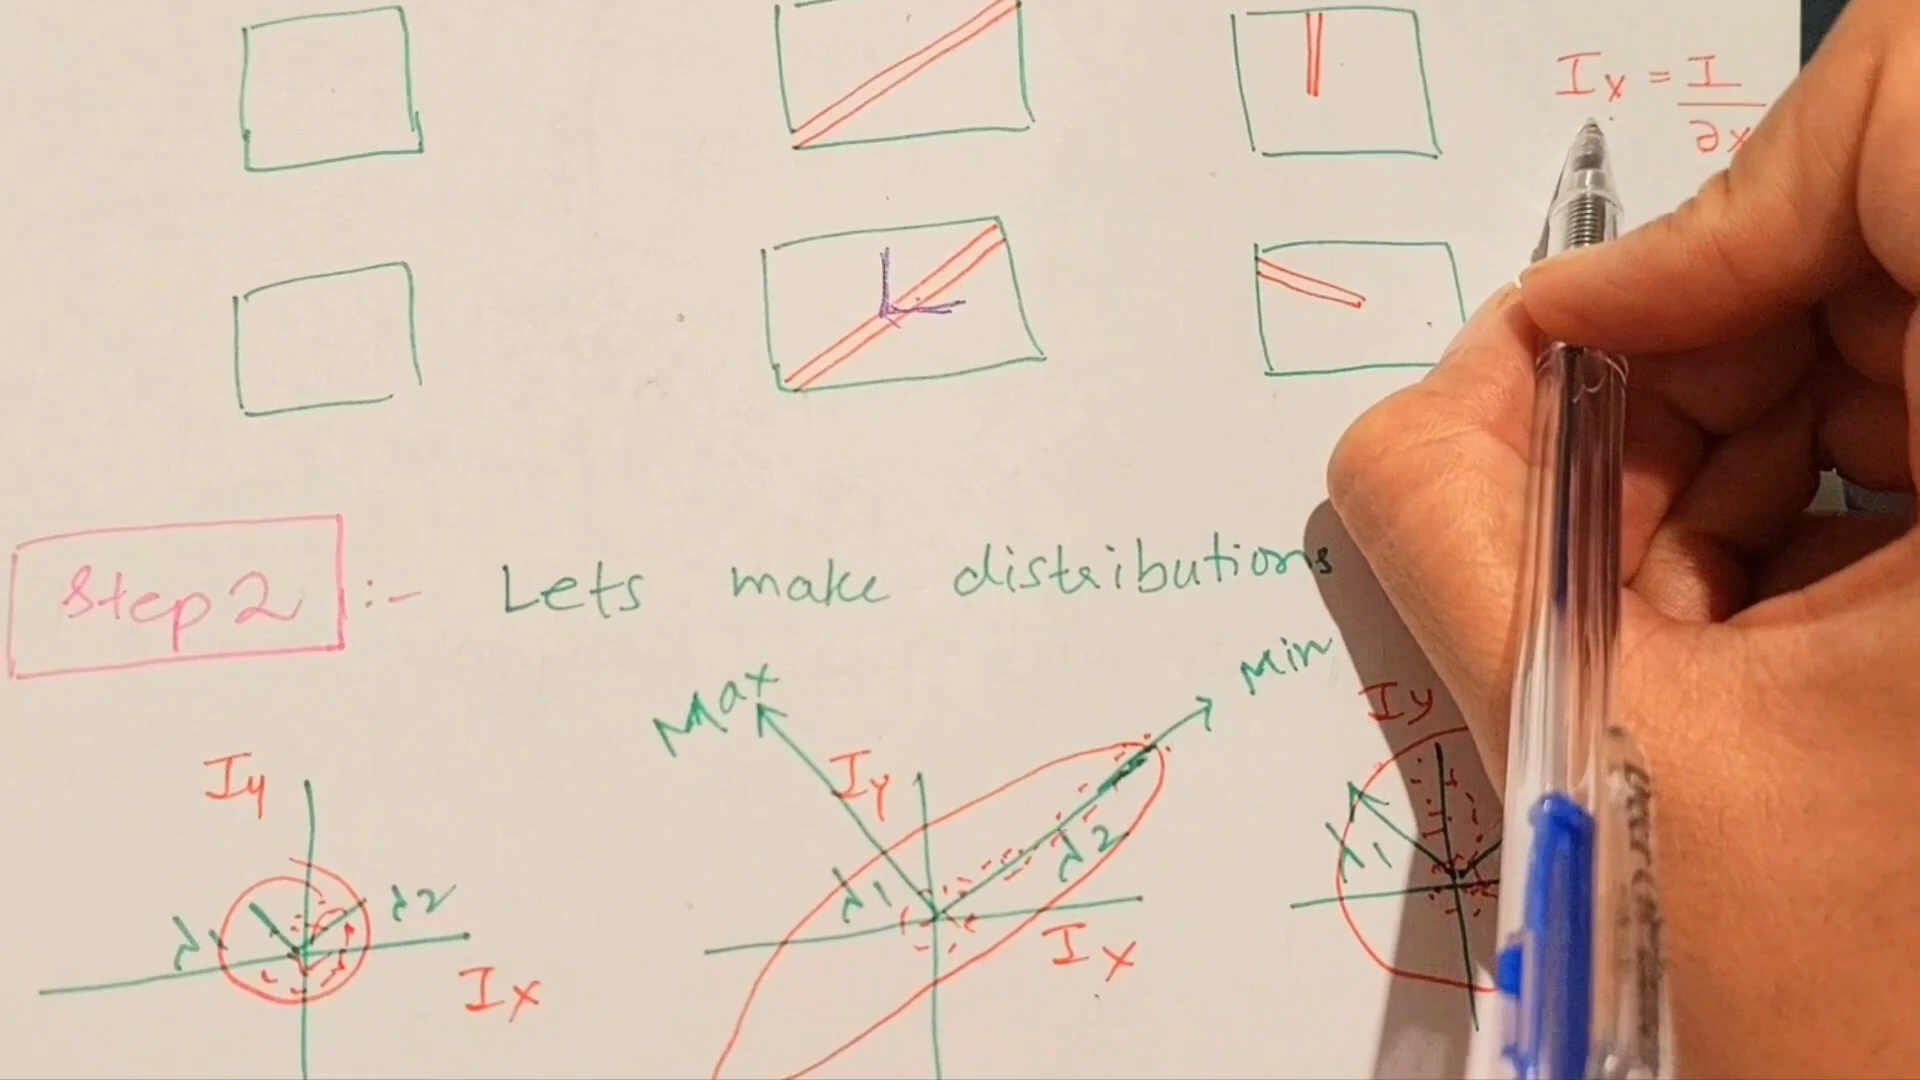 Ix = I
∂x
Step 2 :- Lets make distributions
Max
Min
Iy
Iy
Iy
λ1
λ2
λ1
λ2
λ1
Ix
Ix